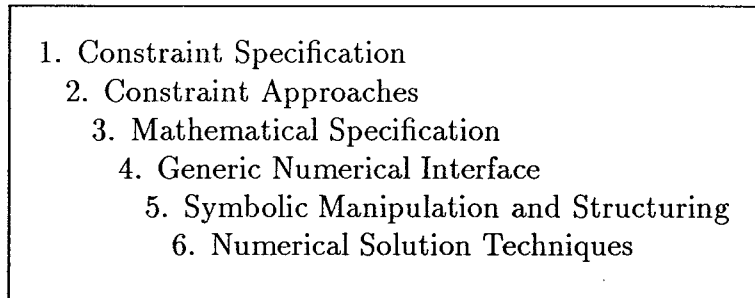 1. Constraint Specification
2. Constraint Approaches
3. Mathematical Specification
4. Generic Numerical Interface
5. Symbolic Manipulation and Structuring
6. Numerical Solution Techniques